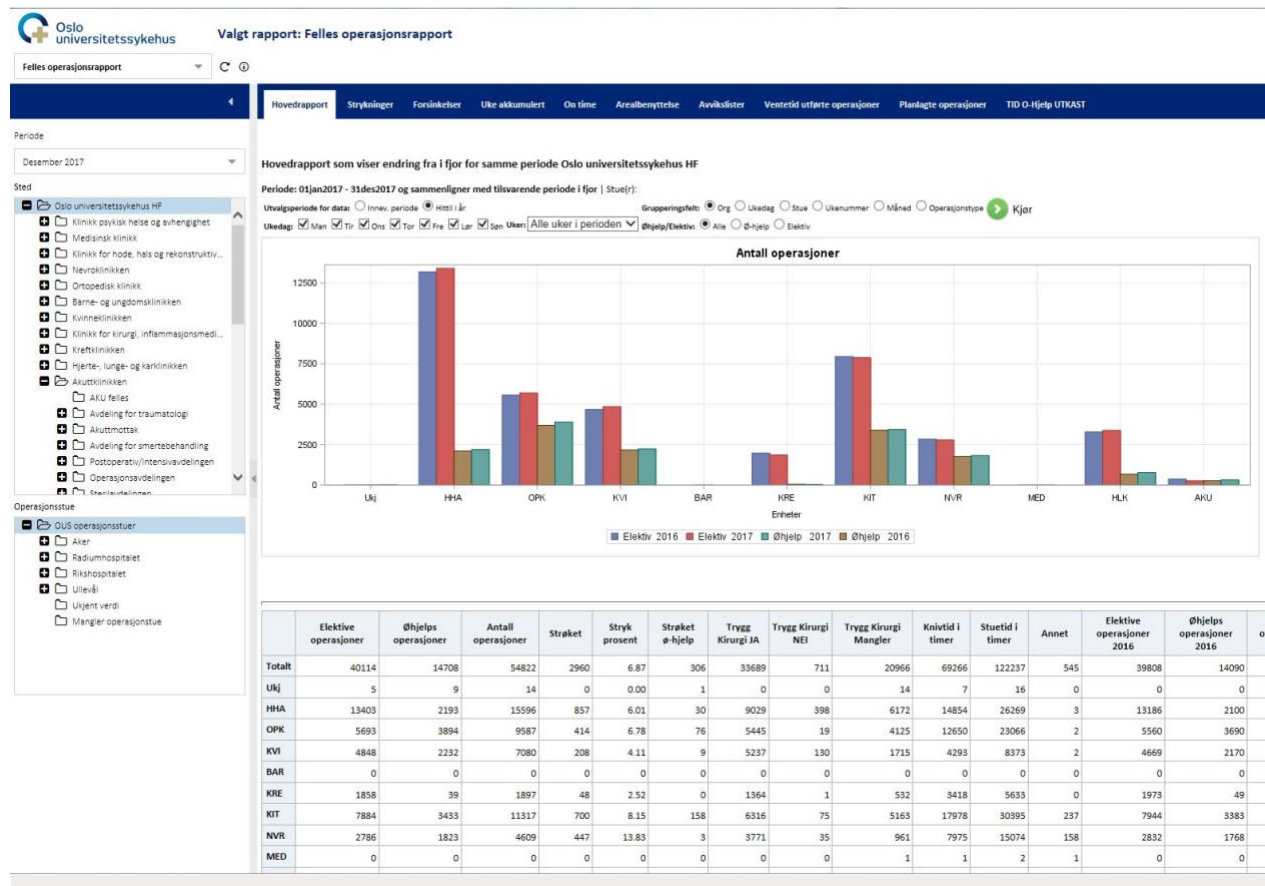 Oslo
universitetssykehus
Valgt rapport: Felles operasjonsrapport
Felles operasjonsrapport
Hovedrapport Strykninger Forsinkelser Uke akkumulert On time Arealbenyttelse Avvikslister Ventetid utførte operasjoner Planlagte operasjoner TID O-Hjelp UTKAST
Periode
Desember 2017
Sted
Oslo universitetssykehus HF
Klinikk psykisk helse og avhengighet
Medisinsk klinikk
Klinikk for hode, hals og rekonstruktiv...
Nevroklinikken
Ortopedisk klinikk
Barne- og ungdomsklinikken
Kvinneklinikken
Klinikk for kirurgi, inflammasjonsmedi...
Kreftklinikken
Hjerte-, lunge- og karklinikken
Akuttklinikken
AKU felles
Avdeling for traumatologi
Akuttmottak
Avdeling for smertebehandling
Postoperativ/intensivavdelingen
Operasjonsavdelingen
Sterilavdelingen
Operasjonsstue
OUS operasjonsstuer
Aker
Radiumhospitalet
Rikshospitalet
Ullevål
Ukjent verdi
Mangler operasjonstue
Hovedrapport som viser endring fra i fjor for samme periode Oslo universitetssykehus HF
Periode: 01jan2017 - 31des2017 og sammenligner med tilsvarende periode i fjor | Stue(r):
Utvalgsperiode for data: Innev. periode Hittil i år Grupperingsfelt: Org Ukedag Stue Ukenummer Måned Operasjonstype Kjør
Ukedag: Man Tir Ons Tor Fre Lør Søn Uker: Alle uker i perioden Øhjelp/Elektiv: Alle Ø-hjelp Elektiv
Antall operasjoner
Antall operasjoner
12500
10000
7500
5000
2500
0
Ukj HHA OPK KVI BAR KRE KIT NVR MED HLK AKU
Enheter
Elektiv 2016 Elektiv 2017 Øhjelp 2017 Øhjelp 2016
Elektive operasjoner Øhjelps operasjoner Antall operasjoner Strøket Stryk prosent Strøket ø-hjelp Trygg Kirurgi JA Trygg Kirurgi NEI Trygg Kirurgi Mangler Knivtid i timer Stuetid i timer Annet Elektive operasjoner 2016 Øhjelps operasjoner 2016
Totalt 40114 14708 54822 2960 6.87 306 33689 711 20966 69266 122237 545 39808 14090
Ukj 5 9 14 0 0.00 1 0 0 14 7 16 0 0 0
HHA 13403 2193 15596 857 6.01 30 9029 398 6172 14854 26269 3 13186 2100
OPK 5693 3894 9587 414 6.78 76 5445 19 4125 12650 23066 2 5560 3690
KVI 4848 2232 7080 208 4.11 9 5237 130 1715 4293 8373 2 4669 2170
BAR 0 0 0 0 0 0 0 0 0 0 0 0 0 0
KRE 1858 39 1897 48 2.52 0 1364 1 532 3418 5633 0 1973 49
KIT 7884 3433 11317 700 8.15 158 6316 75 5163 17978 30395 237 7944 3383
NVR 2786 1823 4609 447 13.83 3 3771 35 961 7975 15074 158 2832 1768
MED 0 0 0 0 0 0 0 0 1 1 2 1 0 0